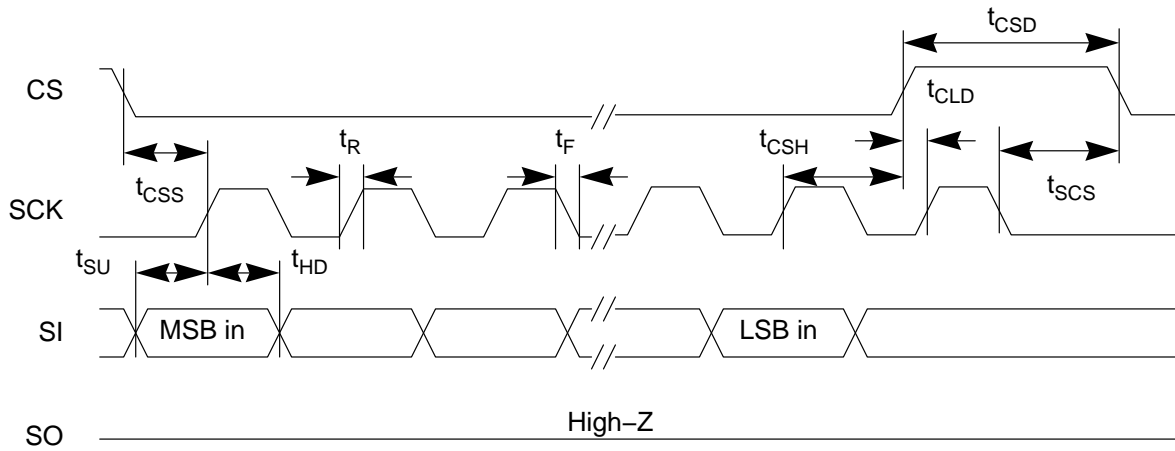 tCSD
CS
tCLD
tR
tF
tCSH
tCSS
tSCS
SCK
tSU
tHD
SI
MSB in
LSB in
High−Z
SO